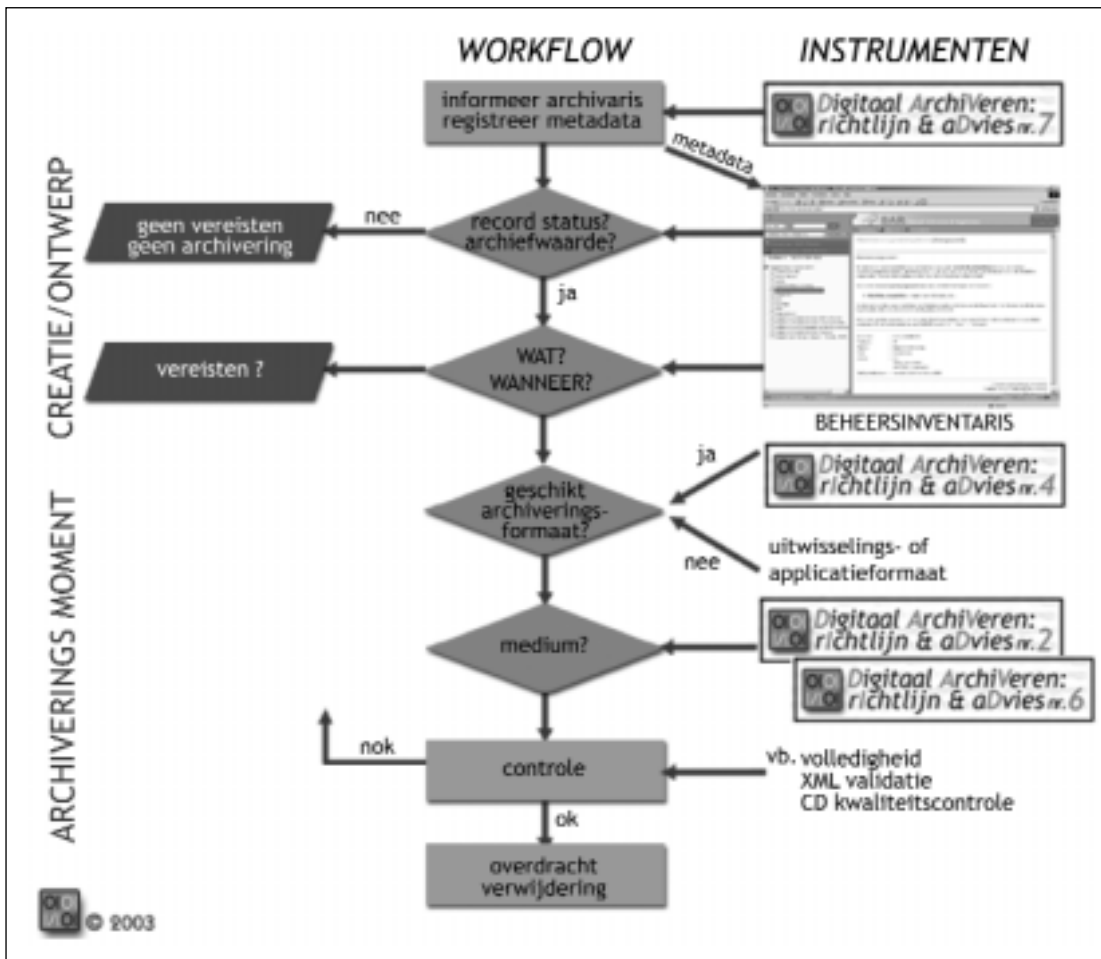 WORKFLOW
INSTRUMENTEN
informeer archivaris
registreer metadata
Digitaal ArchiVeren:
rIchtlijn & aDvies nr.7
metadata
CREATIE/ONTWERP
geen vereisten
geen archivering
nee
record status?
archiefwaarde?
ja
vereisten ?
WAT?
WANNEER?
BEHEERSINVENTARIS
ARCHIVERINGS MOMENT
geschikt
archiverings-
formaat?
ja
Digitaal ArchiVeren:
rIchtlijn & aDvies nr.4
nee
uitwisselings- of
applicatieformaat
medium?
Digitaal ArchiVeren:
rIchtlijn & aDvies nr.2
Digitaal ArchiVeren:
rIchtlijn & aDvies nr.6
nok
controle
vb. volledigheid
XML validatie
CD kwaliteitscontrole
ok
overdracht
verwijdering
© 2003